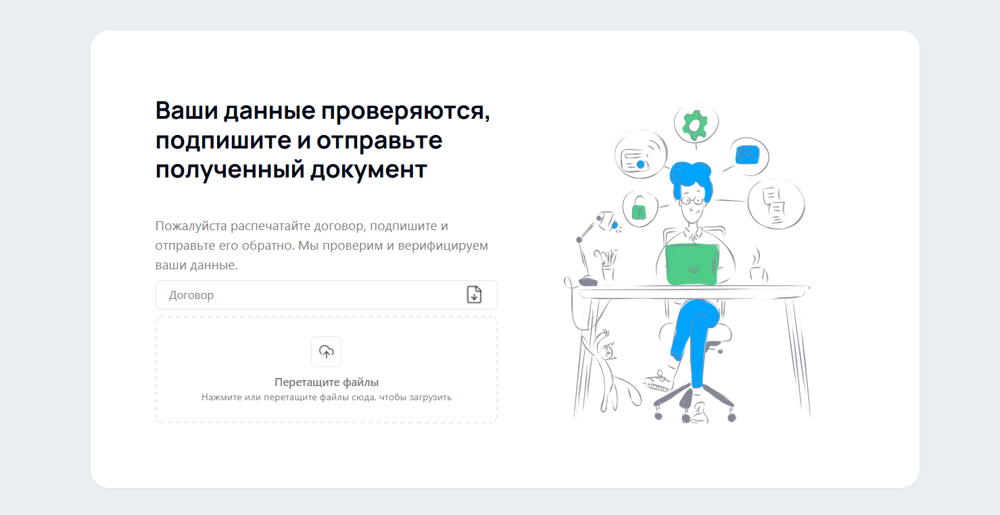 Ваши данные проверяются,
подпишите и отправьте
полученный документ
Пожалуйста распечатайте договор, подпишите и
отправьте его обратно. Мы проверим и верифицируем
ваши данные.
Договор
Перетащите файлы
Нажмите или перетащите файлы сюда, чтобы загрузить